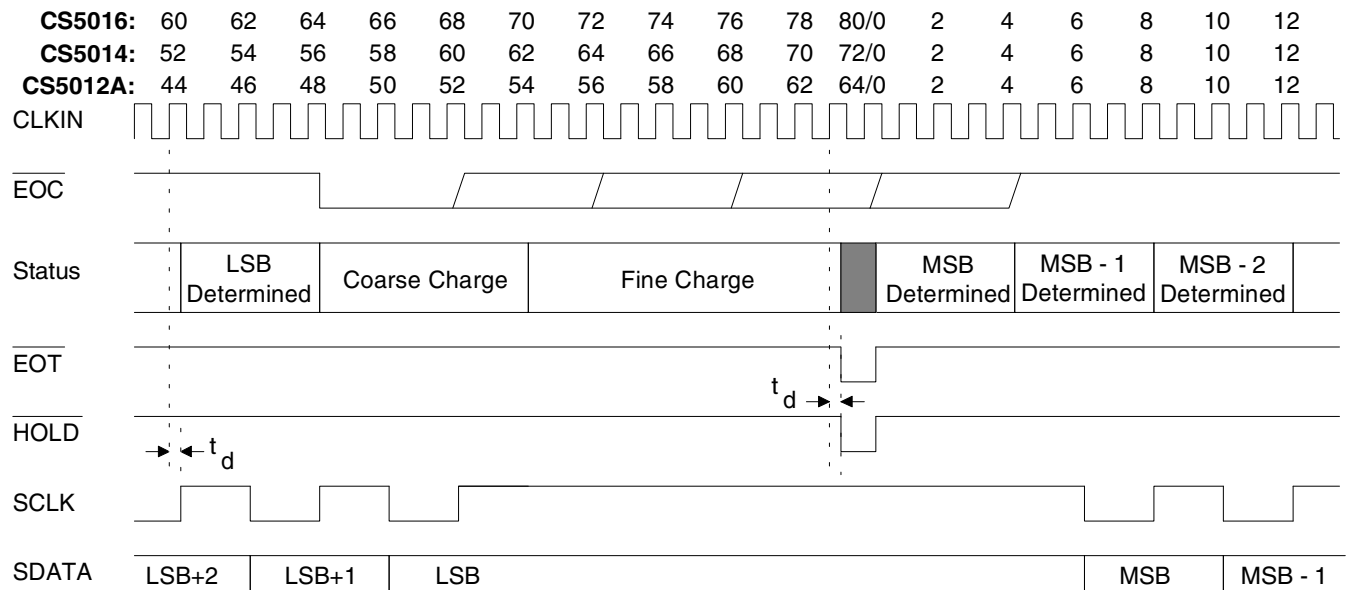 CS5016: 60 62 64 66 68 70 72 74 76 78 80/0 2 4 6 8 10 12
CS5014: 52 54 56 58 60 62 64 66 68 70 72/0 2 4 6 8 10 12
CS5012A: 44 46 48 50 52 54 56 58 60 62 64/0 2 4 6 8 10 12
CLKIN
EOC
Status
LSB
Determined
Coarse Charge
Fine Charge
MSB
Determined
MSB - 1
Determined
MSB - 2
Determined
EOT
td
HOLD
td
SCLK
SDATA LSB+2 LSB+1 LSB MSB MSB - 1